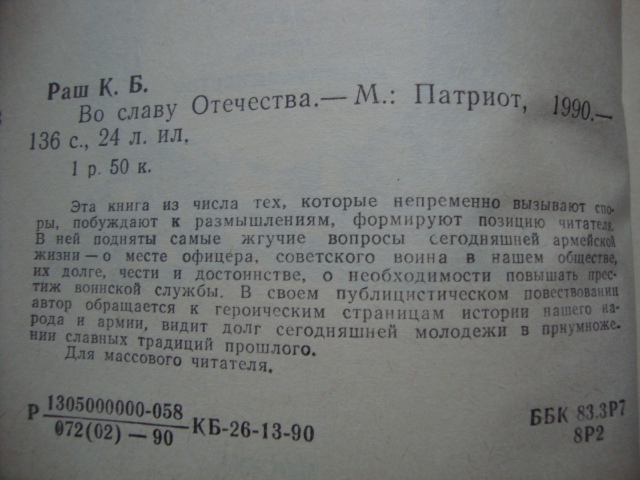 Раш К. Б.
Во славу Отечества.— М.: Патриот, 1990.—
136 с., 24 л. ил,
1 р. 50 к.
Эта книга из числа тех, которые непременно вызывают спо-
ры, побуждают к размышлениям, формируют позицию читателя.
В ней подняты самые жгучие вопросы сегодняшней армейской
жизни — о месте офицера, советского воина в нашем обществе,
их долге, чести и достоинстве, о необходимости повышать прес-
тиж воинской службы. В своем публицистическом повествовании
автор обращается к героическим страницам истории нашего на-
рода и армии, видит долг сегодняшней молодежи в приумноже-
нии славных традиций прошлого.
Для массового читателя.
Р 1305000000-058 КБ-26-13-90
072(02) — 90
ББК 83.3Р7
8Р2